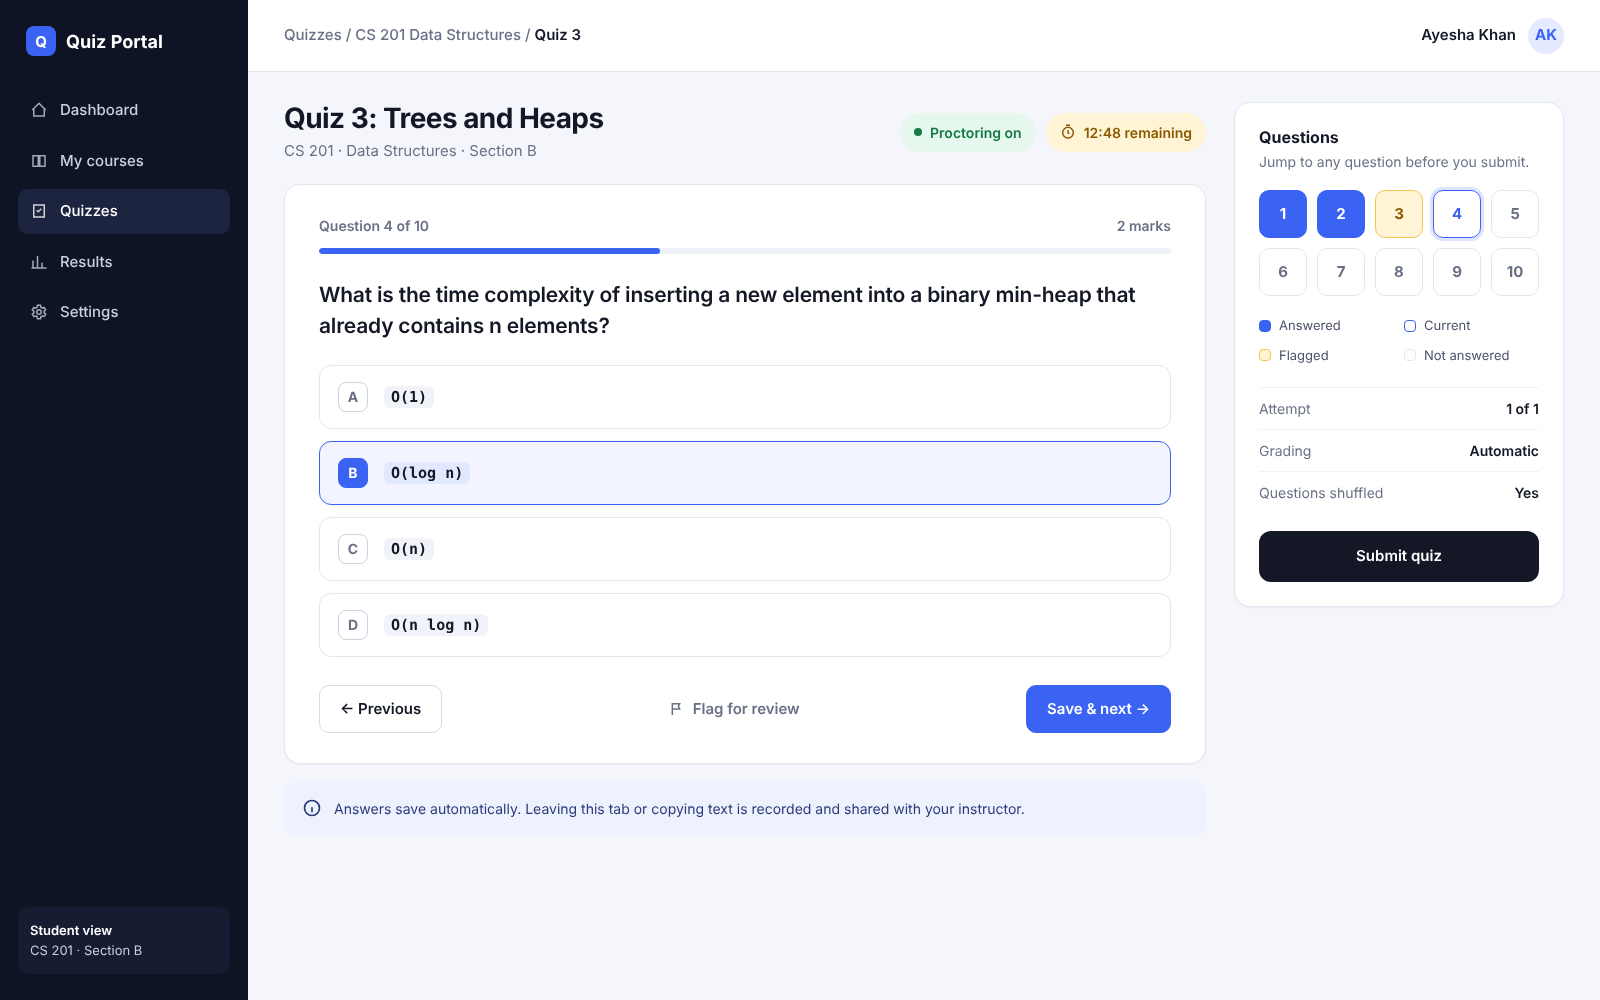 Q Quiz Portal
Dashboard
My courses
Quizzes
Results
Settings
Student view
CS 201 · Section B
Quizzes / CS 201 Data Structures / Quiz 3
Ayesha Khan AK
Quiz 3: Trees and Heaps
CS 201 · Data Structures · Section B
Proctoring on
12:48 remaining
Question 4 of 10
2 marks
What is the time complexity of inserting a new element into a binary min-heap that
already contains n elements?
A O(1)
B O(log n)
C O(n)
D O(n log n)
← Previous
Flag for review
Save & next →
Answers save automatically. Leaving this tab or copying text is recorded and shared with your instructor.
Questions
Jump to any question before you submit.
1 2 3 4 5
6 7 8 9 10
Answered Current
Flagged Not answered
Attempt 1 of 1
Grading Automatic
Questions shuffled Yes
Submit quiz